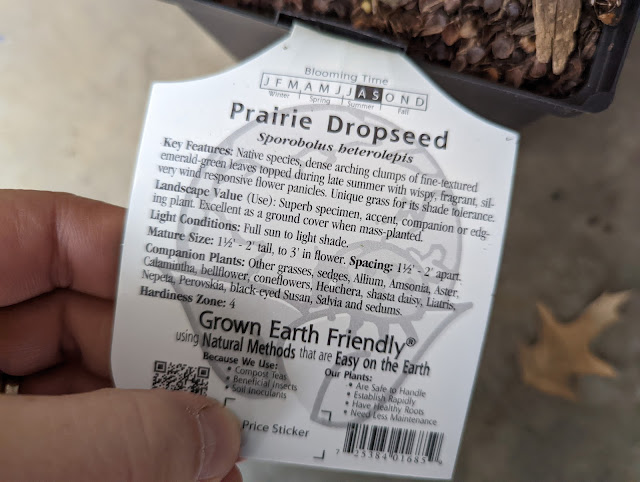 Blooming Time
J F M A M J J A S O N D
Winter Spring Summer Fall
Prairie Dropseed
Sporobolus heterolepis
Key Features: Native species, dense arching clumps of fine-textured
emerald-green leaves topped during late summer with wispy, fragrant, sil-
very wind responsive flower panicles. Unique grass for its shade tolerance.
Landscape Value (Use): Superb specimen, accent, companion or edg-
ing plant. Excellent as a ground cover when mass-planted.
Light Conditions: Full sun to light shade.
Mature Size: 1½' - 2' tall, to 3' in flower. Spacing: 1½' - 2' apart.
Companion Plants: Other grasses, sedges, Allium, Amsonia, Aster,
Calamintha, bellflower, coneflowers, Heuchera, shasta daisy, Liatris,
Nepeta, Perovskia, black-eyed Susan, Salvia and sedums.
Hardiness Zone: 4
Grown Earth Friendly®
using Natural Methods that are Easy on the Earth
Because We Use:
• Compost Teas
• Beneficial Insects
• Soil Inoculants
Our Plants:
• Are Safe to Handle
• Establish Rapidly
• Have Healthy Roots
• Need Less Maintenance
Price Sticker
7 25384 01685